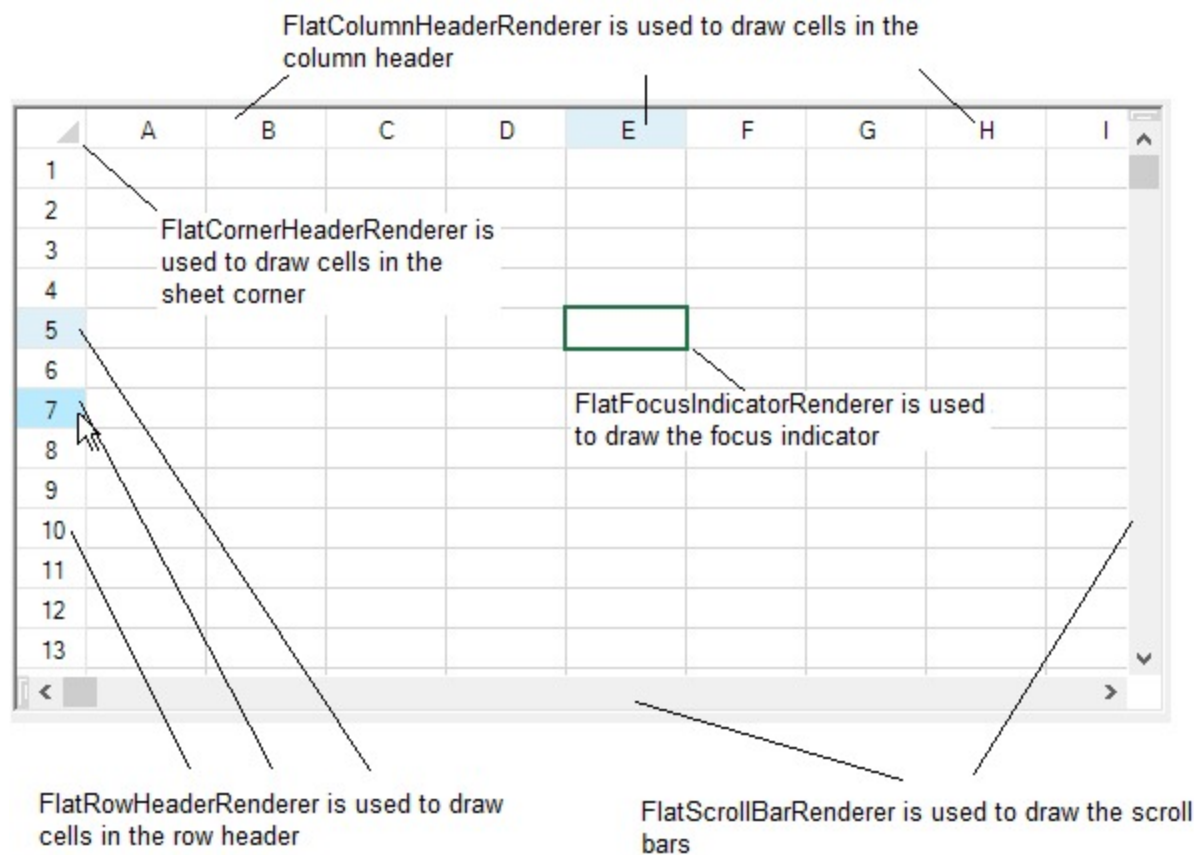 FlatColumnHeaderRenderer is used to draw cells in the
column header
A B C D E F G H I
1
2
FlatCornerHeaderRenderer is
3
used to draw cells in the
4
sheet corner
5
6
7
FlatFocusIndicatorRenderer is used
to draw the focus indicator
8
9
10
11
12
13
FlatRowHeaderRenderer is used to draw
cells in the row header
FlatScrollBarRenderer is used to draw the scroll
bars